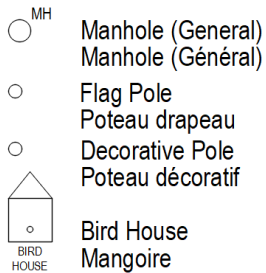 MH
Manhole (General)
Manhole (Général)
Flag Pole
Poteau drapeau
Decorative Pole
Poteau décoratif
Bird House
Mangoire
BIRD
HOUSE